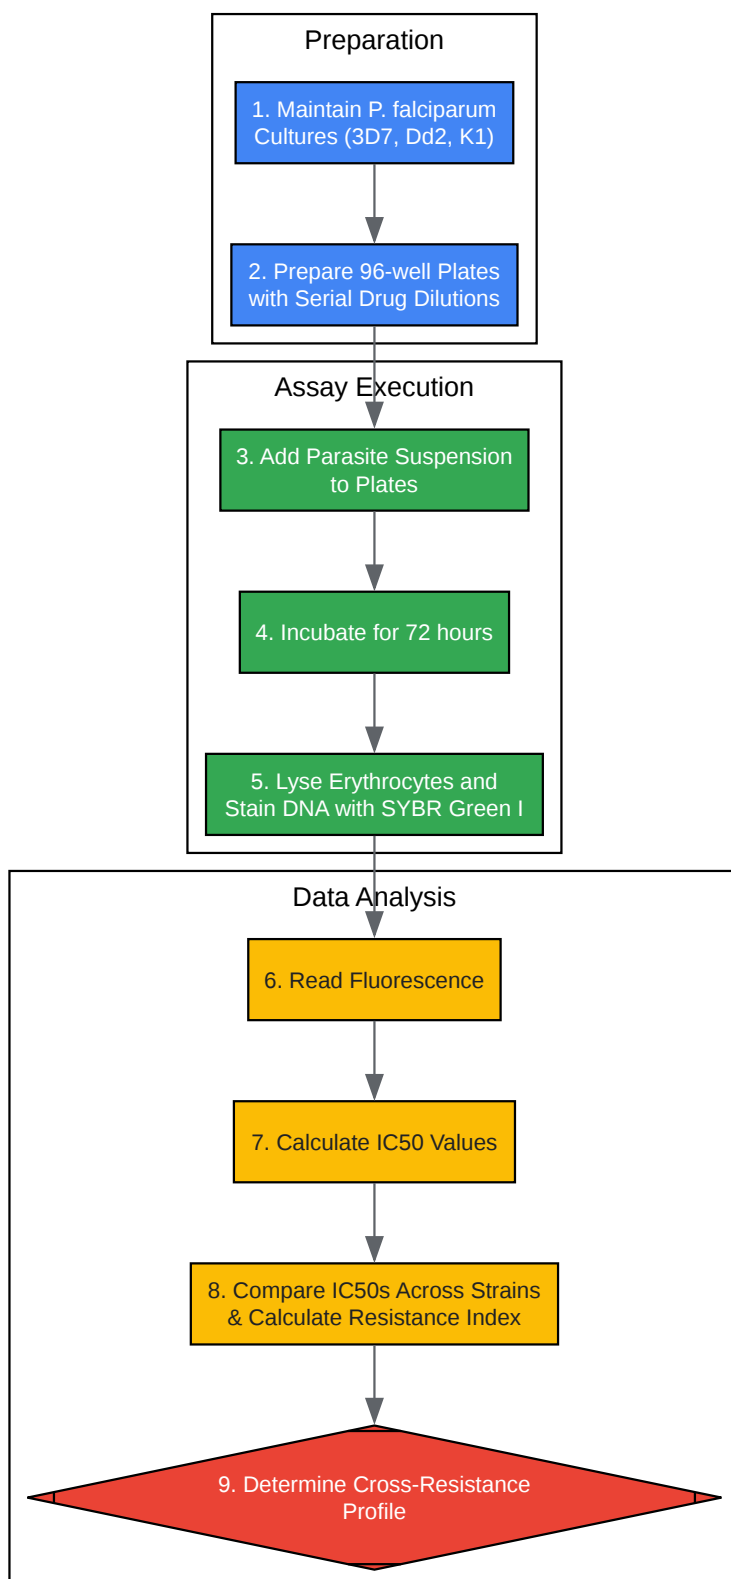 Preparation
1. Maintain P. falciparum
Cultures (3D7, Dd2, K1)
2. Prepare 96-well Plates
with Serial Drug Dilutions
Assay Execution
3. Add Parasite Suspension
to Plates
4. Incubate for 72 hours
5. Lyse Erythrocytes and
Stain DNA with SYBR Green I
Data Analysis
6. Read Fluorescence
7. Calculate IC50 Values
8. Compare IC50s Across Strains
& Calculate Resistance Index
9. Determine Cross-Resistance
Profile